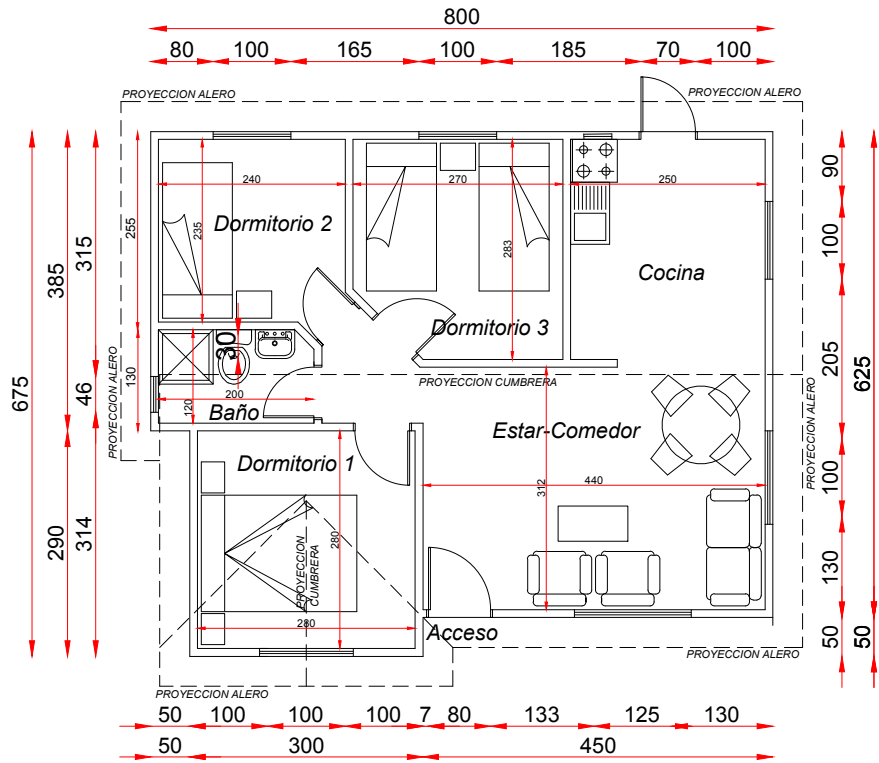 800
80 100 165 100 185 70 100
PROYECCION ALERO
PROYECCION ALERO
240
270
250
Dormitorio 2
235
283
Cocina
Dormitorio 3
255
130
120
200
Baño
PROYECCION CUMBRERA
Estar-Comedor
Dormitorio 1
440
312
280
280
PROYECCION
CUMBRERA
Acceso
PROYECCION ALERO
PROYECCION ALERO
PROYECCION ALERO
PROYECCION ALERO
675
385
290
315
46
314
90
100
205
100
130
50
625
50
50 100 100 100 7 80 133 125 130
50 300 450